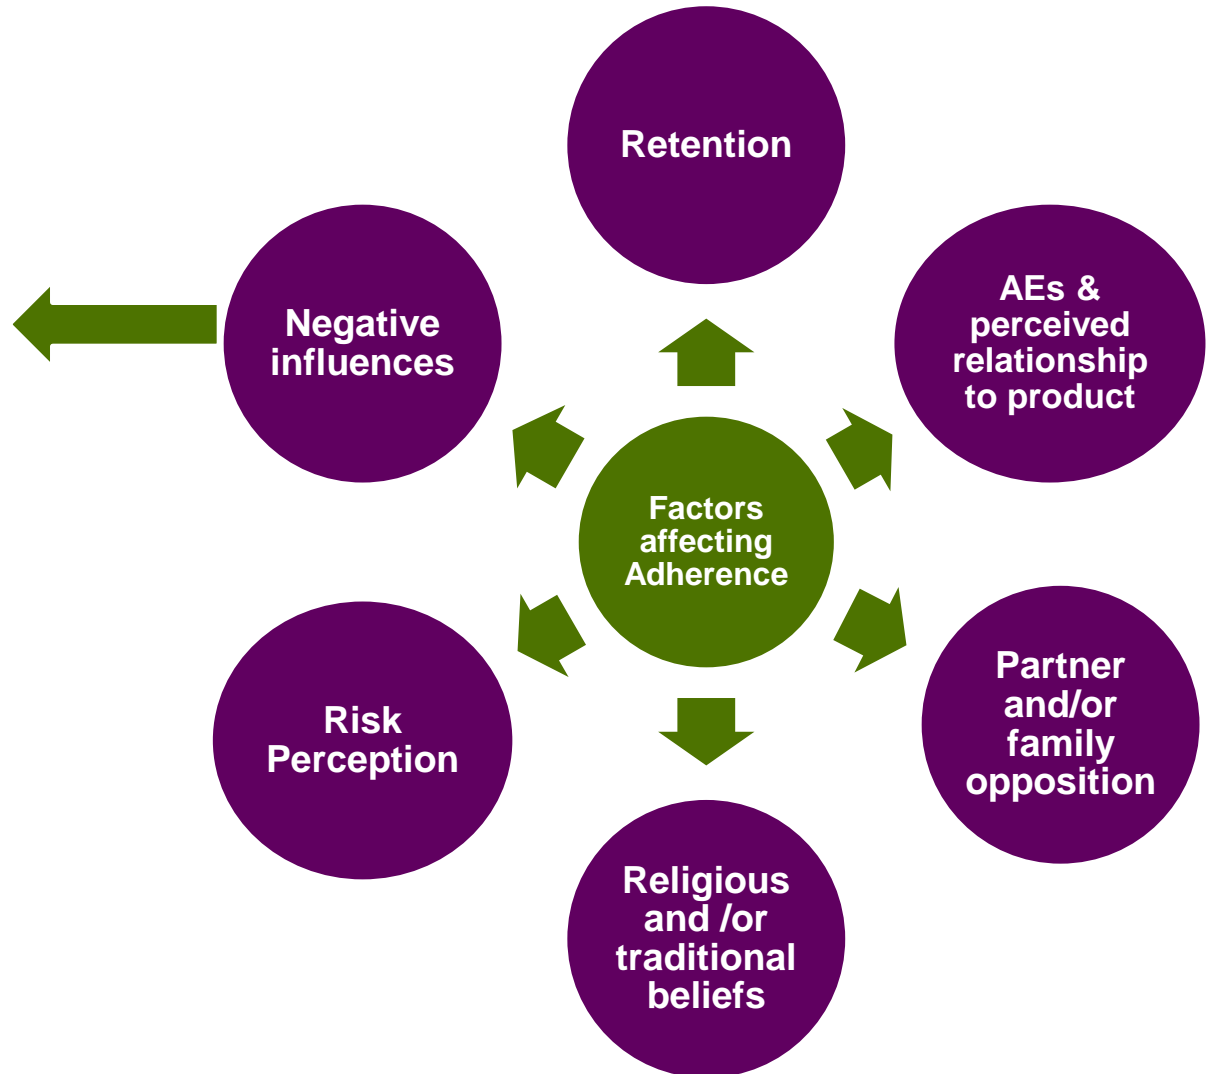 Retention
Negative
influences
AEs &
perceived
relationship
to product
Factors
affecting
Adherence
Risk
Perception
Partner
and/or
family
opposition
Religious
and /or
traditional
beliefs